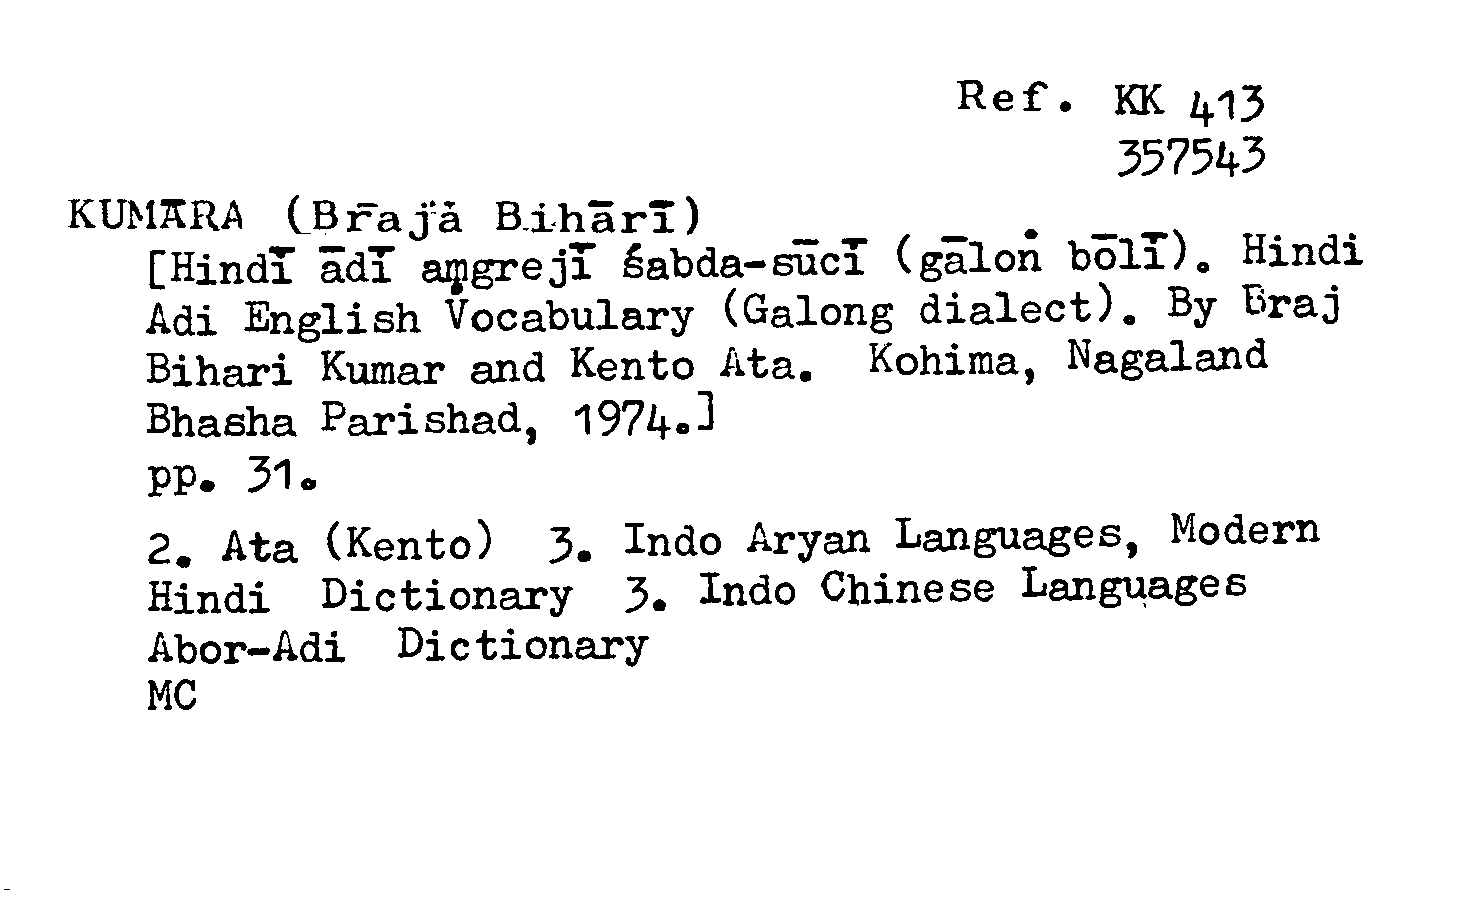 Ref. KK 413
357543
KUMĀRA (Braja Bihārī)
[Hindī ādī aṃgrejī śabda-sūcī (gāloṅ bōlī). Hindi
Adi English Vocabulary (Galong dialect). By Braj
Bihari Kumar and Kento Ata. Kohima, Nagaland
Bhasha Parishad, 1974.]
pp. 31.
2. Ata (Kento) 3. Indo Aryan Languages, Modern
Hindi Dictionary 3. Indo Chinese Languages
Abor-Adi Dictionary
MC